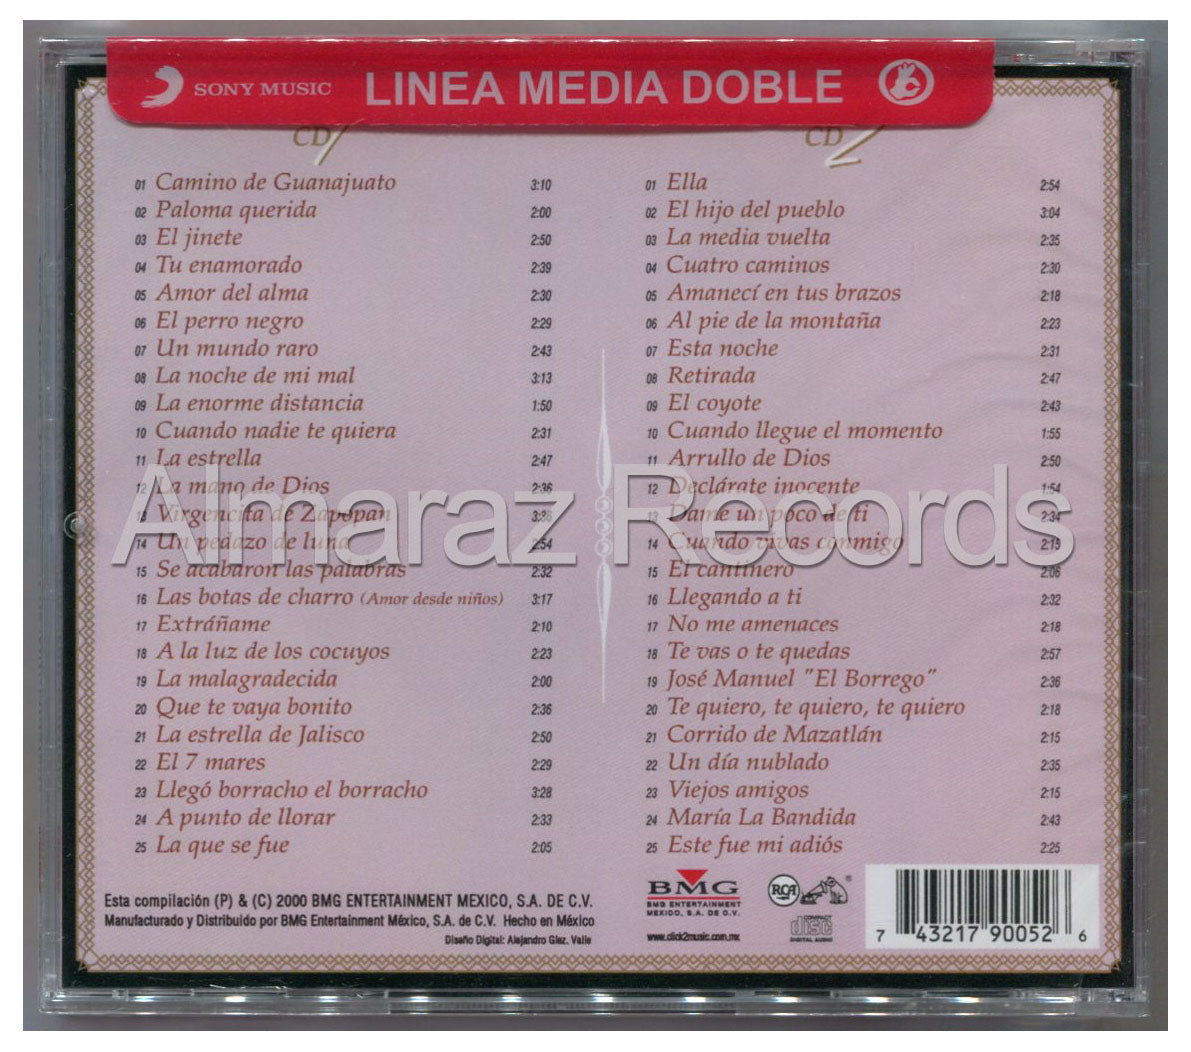 SONY MUSIC LINEA MEDIA DOBLE
CD 1
01 Camino de Guanajuato 3:10
02 Paloma querida 2:00
03 El jinete 2:50
04 Tu enamorado 2:39
05 Amor del alma 2:30
06 El perro negro 2:29
07 Un mundo raro 2:43
08 La noche de mi mal 3:13
09 La enorme distancia 1:50
10 Cuando nadie te quiera 2:31
11 La estrella 2:47
12 La mano de Dios 2:36
13 Virgencita de Zapopan 3:36
14 Un pedazo de luna 2:54
15 Se acabaron las palabras 2:32
16 Las botas de charro (Amor desde niños) 3:17
17 Extráñame 2:10
18 A la luz de los cocuyos 2:23
19 La malagradecida 2:00
20 Que te vaya bonito 2:36
21 La estrella de Jalisco 2:50
22 El 7 mares 2:29
23 Llegó borracho el borracho 3:28
24 A punto de llorar 2:33
25 La que se fue 2:05
CD 2
01 Ella 2:54
02 El hijo del pueblo 3:04
03 La media vuelta 2:35
04 Cuatro caminos 2:30
05 Amanecí en tus brazos 2:18
06 Al pie de la montaña 2:23
07 Esta noche 2:31
08 Retirada 2:47
09 El coyote 2:43
10 Cuando llegue el momento 1:55
11 Arrullo de Dios 2:50
12 Declárate inocente 1:54
13 Dame un poco de ti 2:34
14 Cuando vivas conmigo 2:15
15 El cantinero 2:06
16 Llegando a ti 2:32
17 No me amenaces 2:18
18 Te vas o te quedas 2:57
19 José Manuel "El Borrego" 2:36
20 Te quiero, te quiero, te quiero 2:18
21 Corrido de Mazatlán 2:15
22 Un día nublado 2:35
23 Viejos amigos 2:15
24 María La Bandida 2:43
25 Este fue mi adiós 2:25
Almaraz Records
Esta compilación (P) & (C) 2000 BMG ENTERTAINMENT MEXICO, S.A. DE C.V.
Manufacturado y Distribuido por BMG Entertainment México, S.A. de C.V. Hecho en México
Diseño Digital: Alejandro Glez. Valle
BMG
BMG ENTERTAINMENT
MEXICO, S.A. DE C.V.
www.click2music.com.mx
RCA
COMPACT
disc
DIGITAL AUDIO
7 43217 90052 6